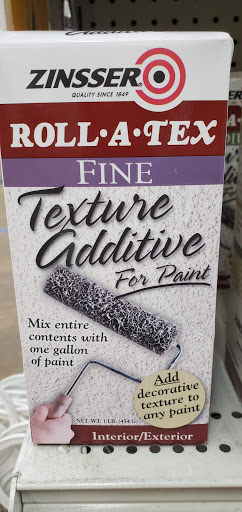 ZINSSER
QUALITY SINCE 1849
ROLL·A·TEX
FINE
Texture
Additive
For Paint
Mix entire
contents with
one gallon
of paint
Add
decorative
texture to
any paint
NET WT. 1 LB. (454 G)
Interior/Exterior